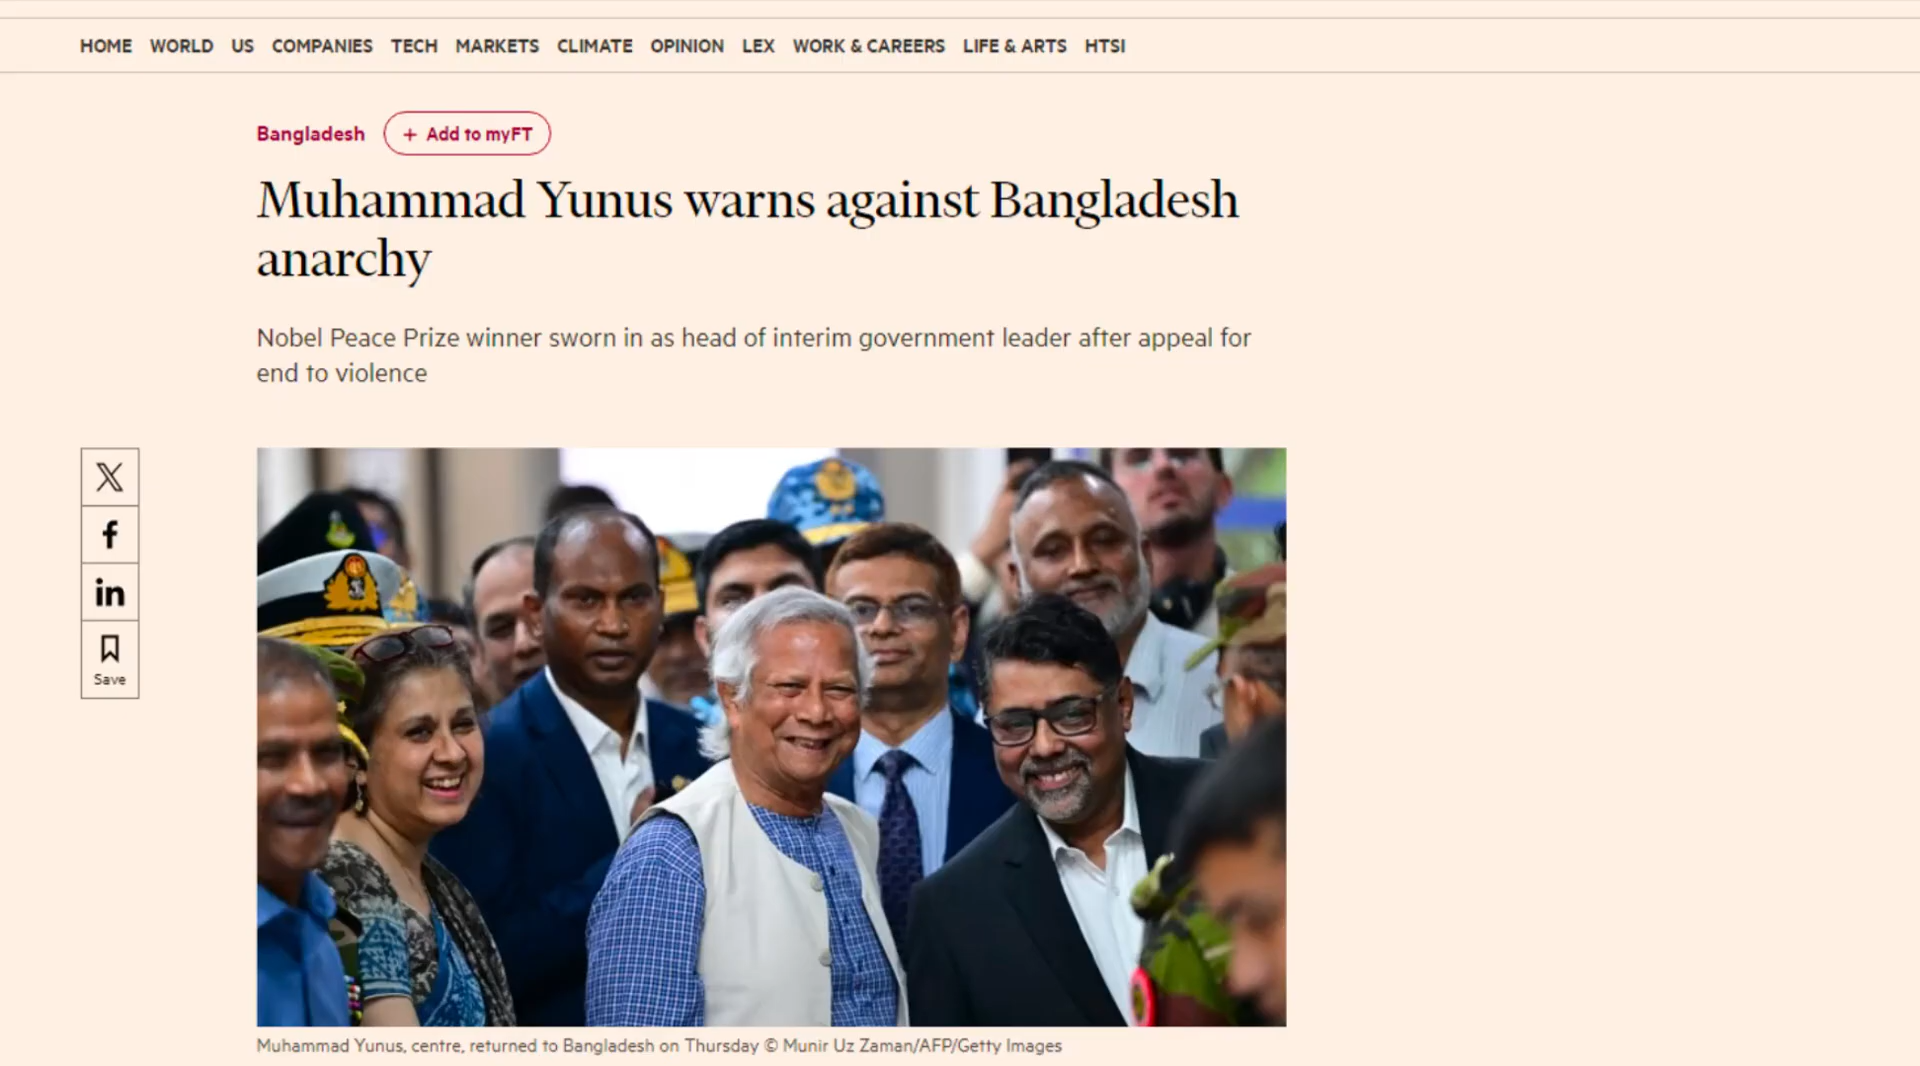 HOME WORLD US COMPANIES TECH MARKETS CLIMATE OPINION LEX WORK & CAREERS LIFE & ARTS HTSI
Bangladesh + Add to myFT
Muhammad Yunus warns against Bangladesh
anarchy
Nobel Peace Prize winner sworn in as head of interim government leader after appeal for
end to violence
X
f
in
Save
Muhammad Yunus, centre, returned to Bangladesh on Thursday © Munir Uz Zaman/AFP/Getty Images